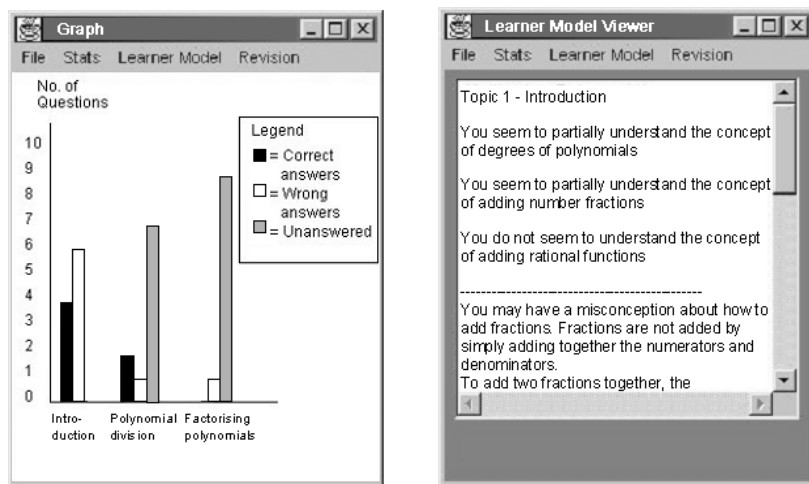 Graph
File Stats Learner Model Revision
No. of
Questions
10
9
8
7
6
5
4
3
2
1
0
Intro-
duction
Polynomial
division
Factorising
polynomials
Legend
= Correct
answers
= Wrong
answers
= Unanswered
Learner Model Viewer
File Stats Learner Model Revision
Topic 1 - Introduction
You seem to partially understand the concept
of degrees of polynomials
You seem to partially understand the concept
of adding number fractions
You do not seem to understand the concept
of adding rational functions
--------------------------------------------
You may have a misconception about how to
add fractions. Fractions are not added by
simply adding together the numerators and
denominators.
To add two fractions together, the